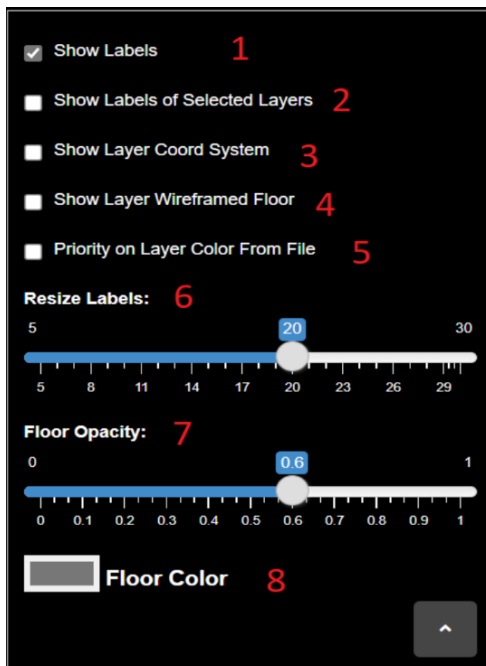 Show Labels 1
Show Labels of Selected Layers 2
Show Layer Coord System 3
Show Layer Wireframed Floor 4
Priority on Layer Color From File 5
Resize Labels: 6
5 20 30
5 8 11 14 17 20 23 26 29
Floor Opacity: 7
0 0.6 1
0 0.1 0.2 0.3 0.4 0.5 0.6 0.7 0.8 0.9 1
Floor Color 8